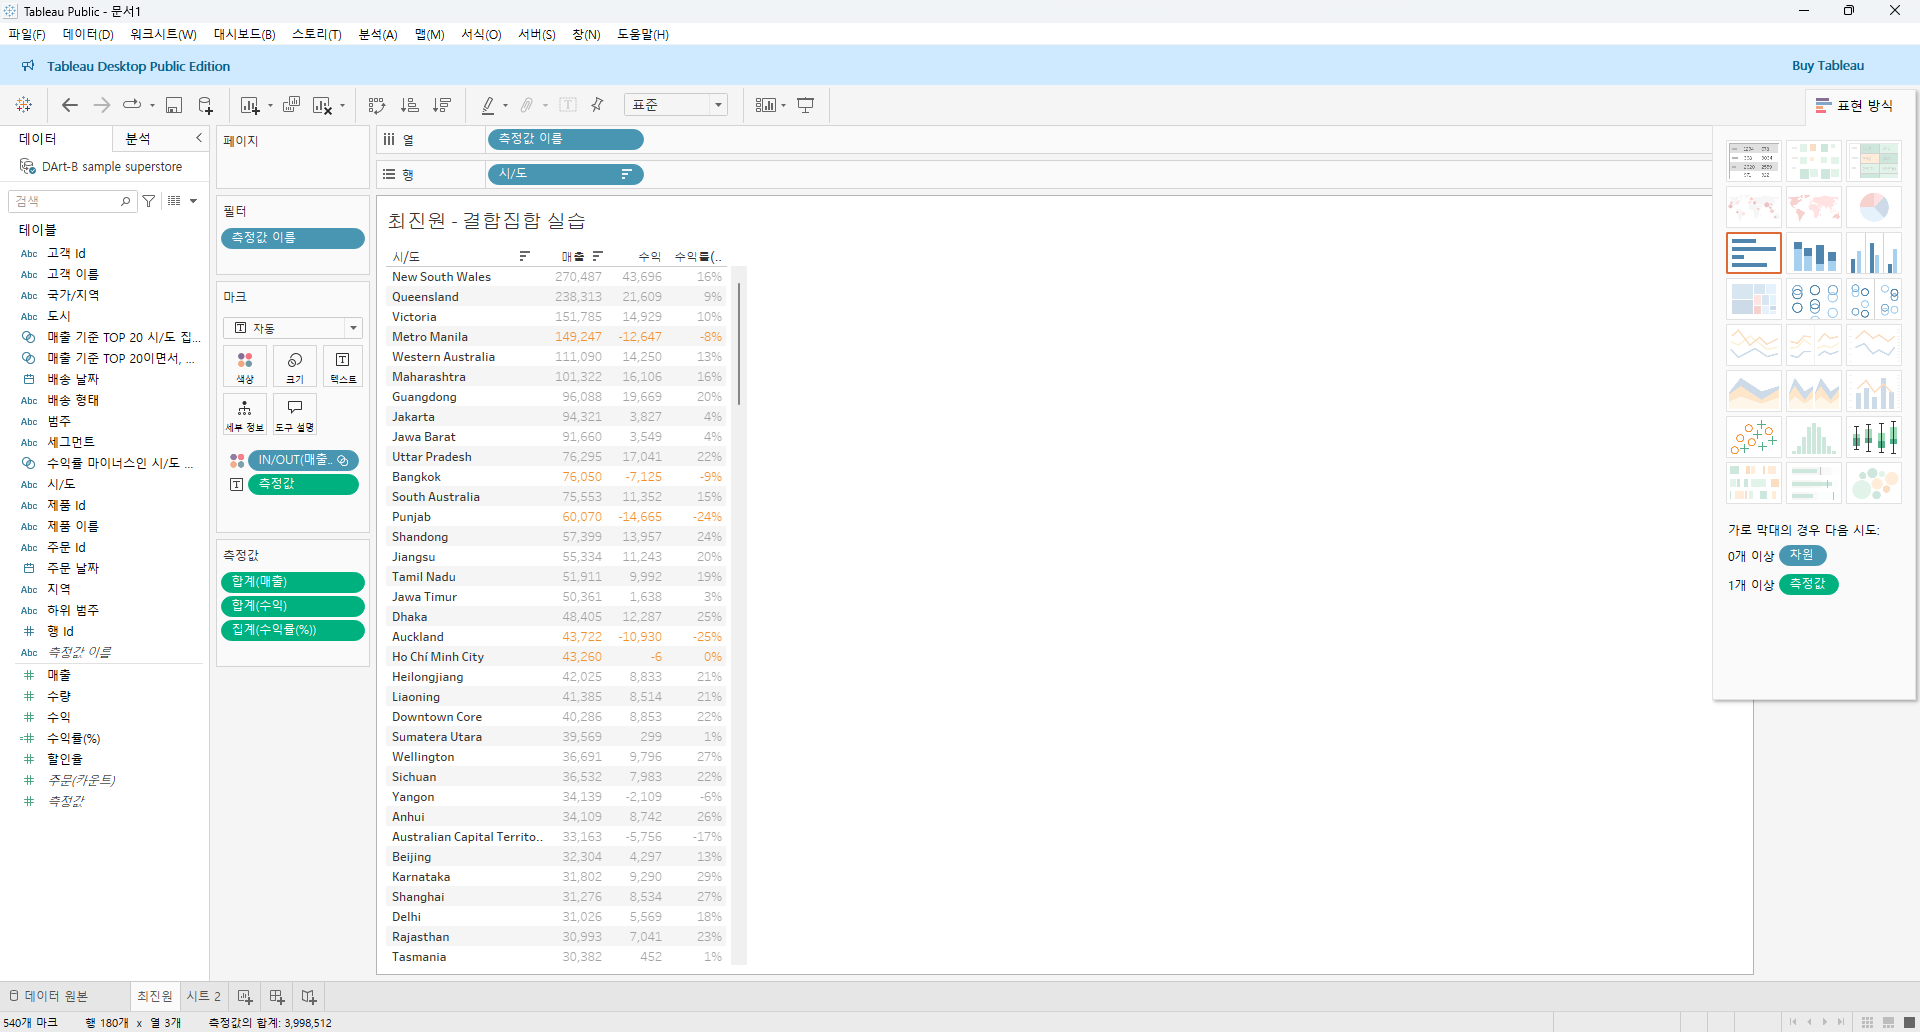 Tableau Public - 문서1
파일(F) 데이터(D) 워크시트(W) 대시보드(B) 스토리(T) 분석(A) 맵(M) 서식(O) 서버(S) 창(N) 도움말(H)
Tableau Desktop Public Edition
Buy Tableau
표준
표현 방식
데이터 분석
DArt-B sample superstore
검색
테이블
Abc 고객 Id
Abc 고객 이름
Abc 국가/지역
Abc 도시
매출 기준 TOP 20 시/도 집...
매출 기준 TOP 20이면서, ...
배송 날짜
Abc 배송 형태
Abc 범주
Abc 세그먼트
수익률 마이너스인 시/도 ...
Abc 시/도
Abc 제품 Id
Abc 제품 이름
Abc 주문 Id
주문 날짜
Abc 지역
Abc 하위 범주
행 Id
Abc 측정값 이름
매출
수량
수익
수익률(%)
할인율
주문(카운트)
측정값
페이지
필터
측정값 이름
마크
자동
색상 크기 텍스트
세부 정보 도구 설명
IN/OUT(매출..
측정값
측정값
합계(매출)
합계(수익)
집계(수익률(%))
열 측정값 이름
행 시/도
최진원 - 결합집합 실습
시/도 매출 수익 수익률(..
New South Wales 270,487 43,696 16%
Queensland 238,313 21,609 9%
Victoria 151,785 14,929 10%
Metro Manila 149,247 -12,647 -8%
Western Australia 111,090 14,250 13%
Maharashtra 101,322 16,106 16%
Guangdong 96,088 19,669 20%
Jakarta 94,321 3,827 4%
Jawa Barat 91,660 3,549 4%
Uttar Pradesh 76,295 17,041 22%
Bangkok 76,050 -7,125 -9%
South Australia 75,553 11,352 15%
Punjab 60,070 -14,665 -24%
Shandong 57,399 13,957 24%
Jiangsu 55,334 11,243 20%
Tamil Nadu 51,911 9,992 19%
Jawa Timur 50,361 1,638 3%
Dhaka 48,405 12,287 25%
Auckland 43,722 -10,930 -25%
Ho Chí Minh City 43,260 -6 0%
Heilongjiang 42,025 8,833 21%
Liaoning 41,385 8,514 21%
Downtown Core 40,286 8,853 22%
Sumatera Utara 39,569 299 1%
Wellington 36,691 9,796 27%
Sichuan 36,532 7,983 22%
Yangon 34,139 -2,109 -6%
Anhui 34,109 8,742 26%
Australian Capital Territo.. 33,163 -5,756 -17%
Beijing 32,304 4,297 13%
Karnataka 31,802 9,290 29%
Shanghai 31,276 8,534 27%
Delhi 31,026 5,569 18%
Rajasthan 30,993 7,041 23%
Tasmania 30,382 452 1%
가로 막대의 경우 다음 시도:
0개 이상 차원
1개 이상 측정값
데이터 원본 최진원 시트 2
540개 마크 행 180개 x 열 3개 측정값의 합계: 3,998,512